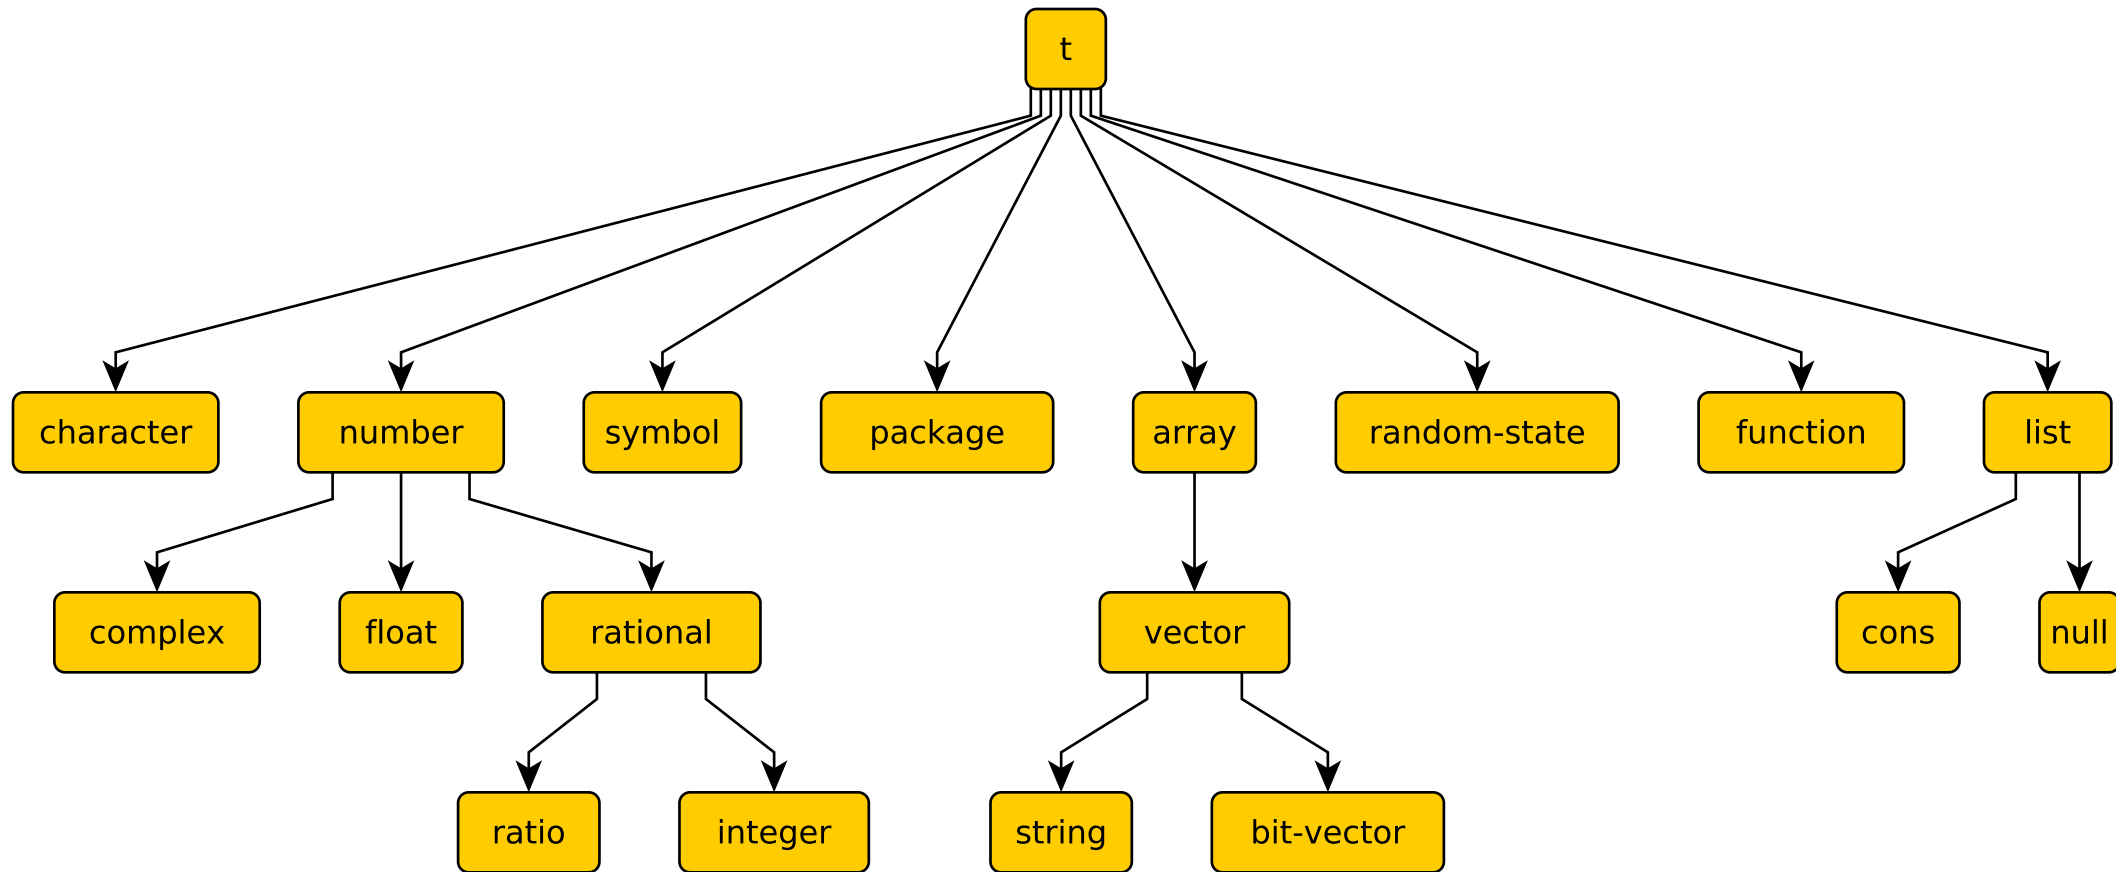 t
character
number
symbol
package
array
random-state
function
list
complex
float
rational
vector
cons
null
ratio
integer
string
bit-vector